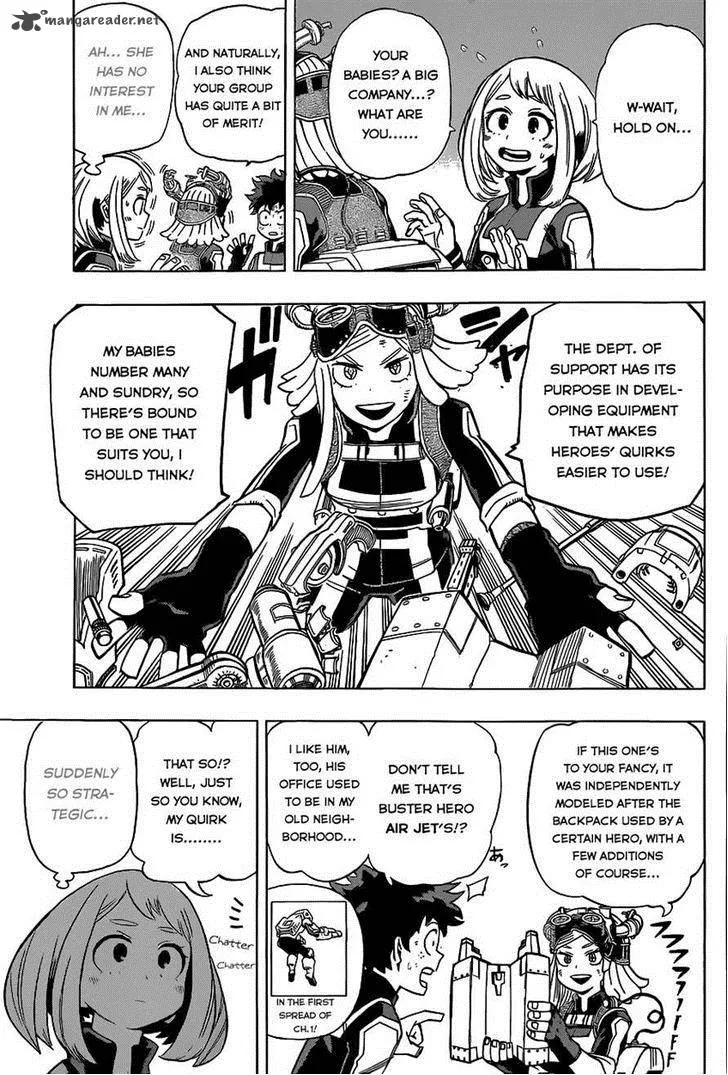 mangareader.net
W-WAIT,
HOLD ON...
YOUR
BABIES? A BIG
COMPANY...?
WHAT ARE
YOU......
AND NATURALLY,
I ALSO THINK
YOUR GROUP
HAS QUITE A BIT
OF MERIT!
AH... SHE
HAS NO
INTEREST
IN ME...
THE DEPT. OF
SUPPORT HAS ITS
PURPOSE IN DEVEL-
OPING EQUIPMENT
THAT MAKES
HEROES' QUIRKS
EASIER TO USE!
MY BABIES
NUMBER MANY
AND SUNDRY, SO
THERE'S BOUND
TO BE ONE THAT
SUITS YOU, I
SHOULD THINK!
IF THIS ONE'S
TO YOUR FANCY, IT
WAS INDEPENDENTLY
MODELED AFTER THE
BACKPACK USED BY A
CERTAIN HERO, WITH A
FEW ADDITIONS
OF COURSE...
あっ
DON'T TELL
ME THAT'S
BUSTER HERO
AIR JET'S!?
I LIKE HIM,
TOO, HIS
OFFICE USED
TO BE IN MY
OLD NEIGH-
BORHOOD...
IN THE FIRST
SPREAD OF
CH.1!
THAT SO!?
WELL, JUST
SO YOU KNOW,
MY QUIRK
IS........
SUDDENLY
SO STRA-
TEGIC...
Chatter
Chatter